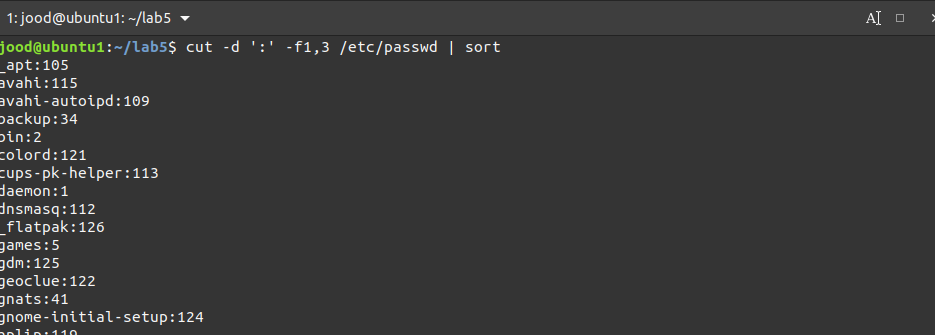 1: jood@ubuntu1: ~/lab5
jood@ubuntu1:~/lab5$ cut -d ':' -f1,3 /etc/passwd | sort
_apt:105
avahi:115
avahi-autoipd:109
backup:34
bin:2
colord:121
cups-pk-helper:113
daemon:1
dnsmasq:112
_flatpak:126
games:5
gdm:125
geoclue:122
gnats:41
gnome-initial-setup:124